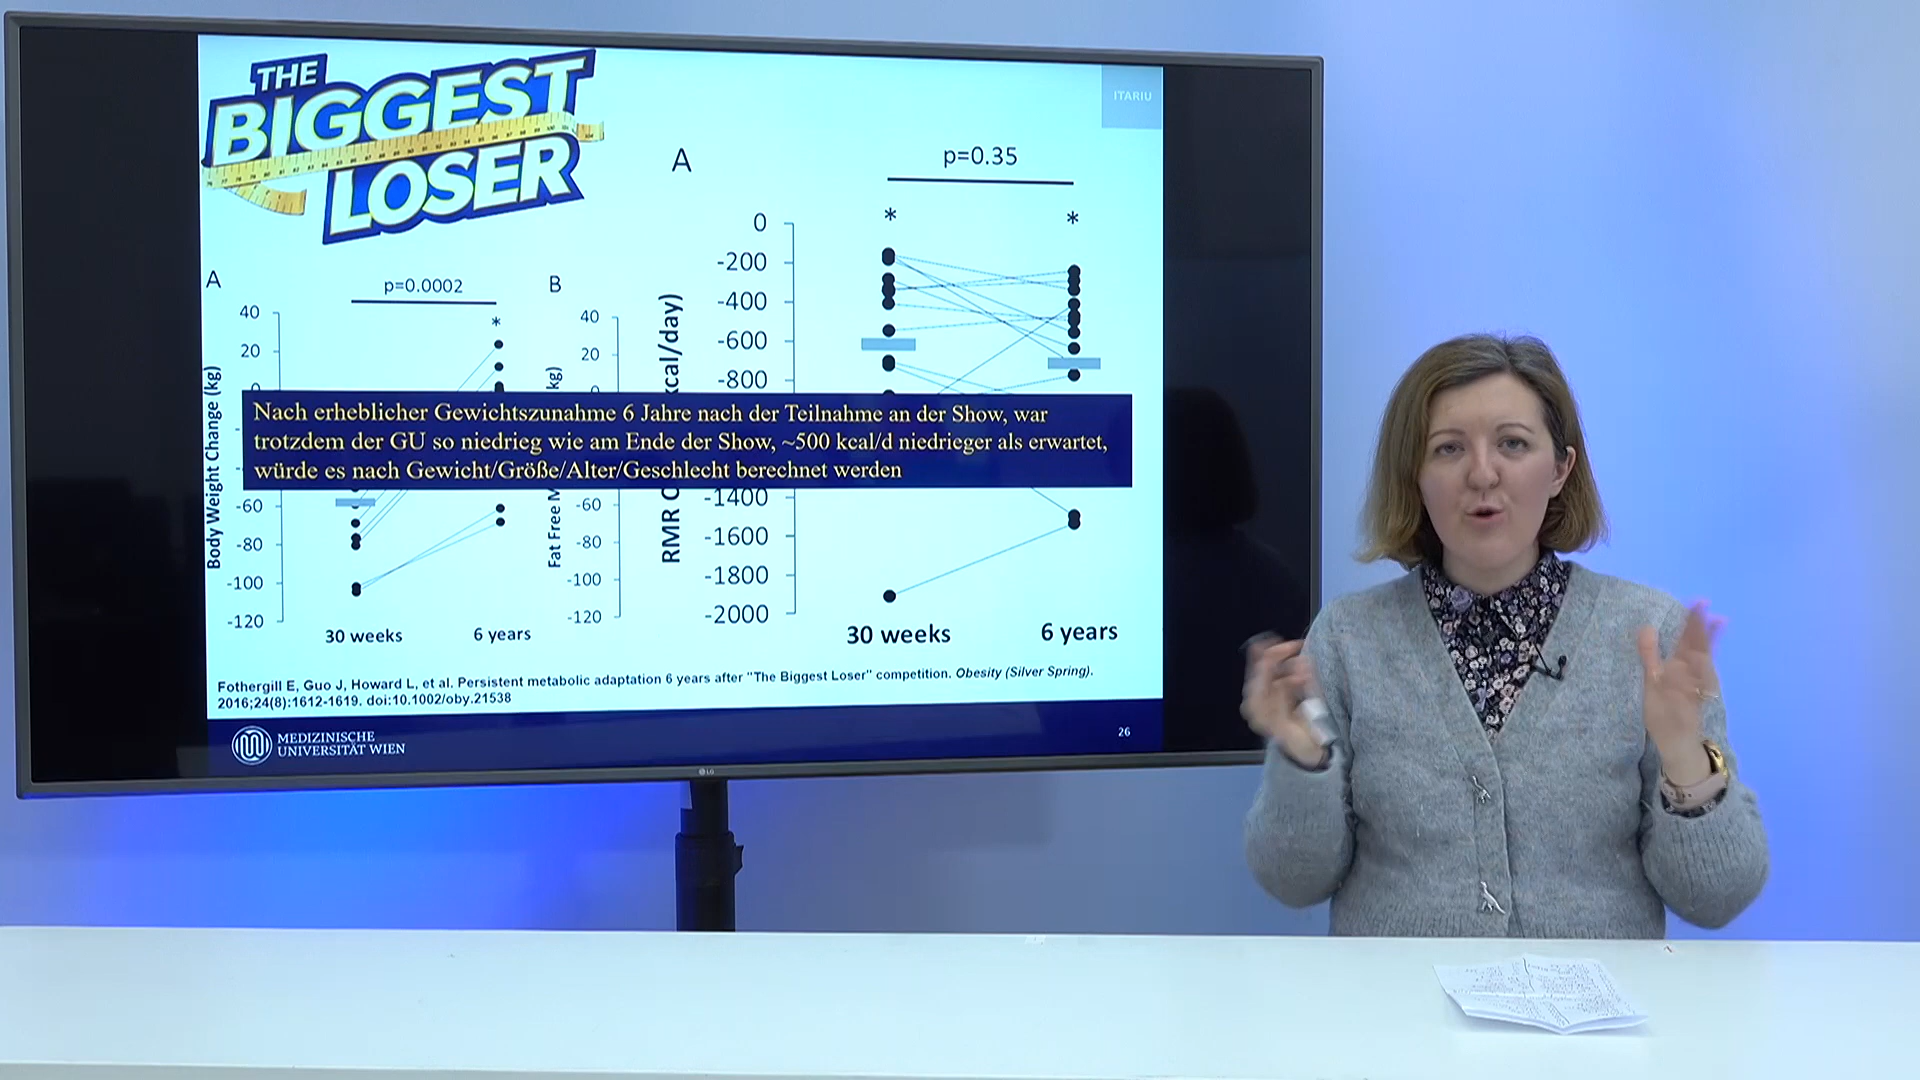 THE
BIGGEST
LOSER
ITARIU
A
p=0.35
*
*
0
-200
-400
-600
-800
-1400
-1600
-1800
-2000
30 weeks
6 years
A
p=0.0002
*
40
20
-60
-80
-100
-120
Body Weight Change (kg)
30 weeks
6 years
B
40
20
-60
-80
-100
-120
Nach erheblicher Gewichtszunahme 6 Jahre nach der Teilnahme an der Show, war
trotzdem der GU so niedrieg wie am Ende der Show, ~500 kcal/d niedrieger als erwartet,
würde es nach Gewicht/Größe/Alter/Geschlecht berechnet werden
Fat Free
kg)
RMR
kcal/day)
Fothergill E, Guo J, Howard L, et al. Persistent metabolic adaptation 6 years after "The Biggest Loser" competition. Obesity (Silver Spring).
2016;24(8):1612-1619. doi:10.1002/oby.21538
MEDIZINISCHE
UNIVERSITÄT WIEN
26
LG